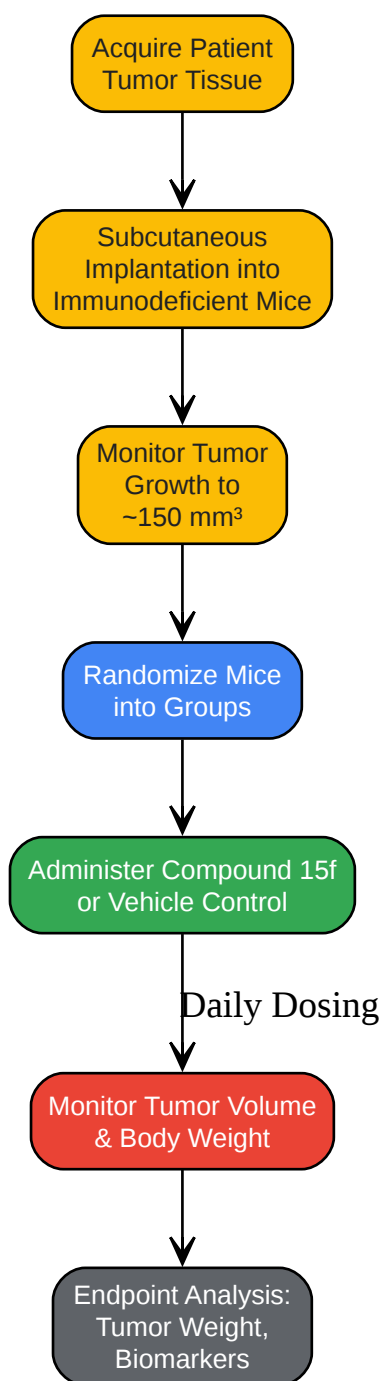 Acquire Patient
Tumor Tissue
Subcutaneous
Implantation into
Immunodeficient Mice
Monitor Tumor
Growth to
~150 mm³
Randomize Mice
into Groups
Administer Compound 15f
or Vehicle Control
Daily Dosing
Monitor Tumor Volume
& Body Weight
Endpoint Analysis:
Tumor Weight,
Biomarkers